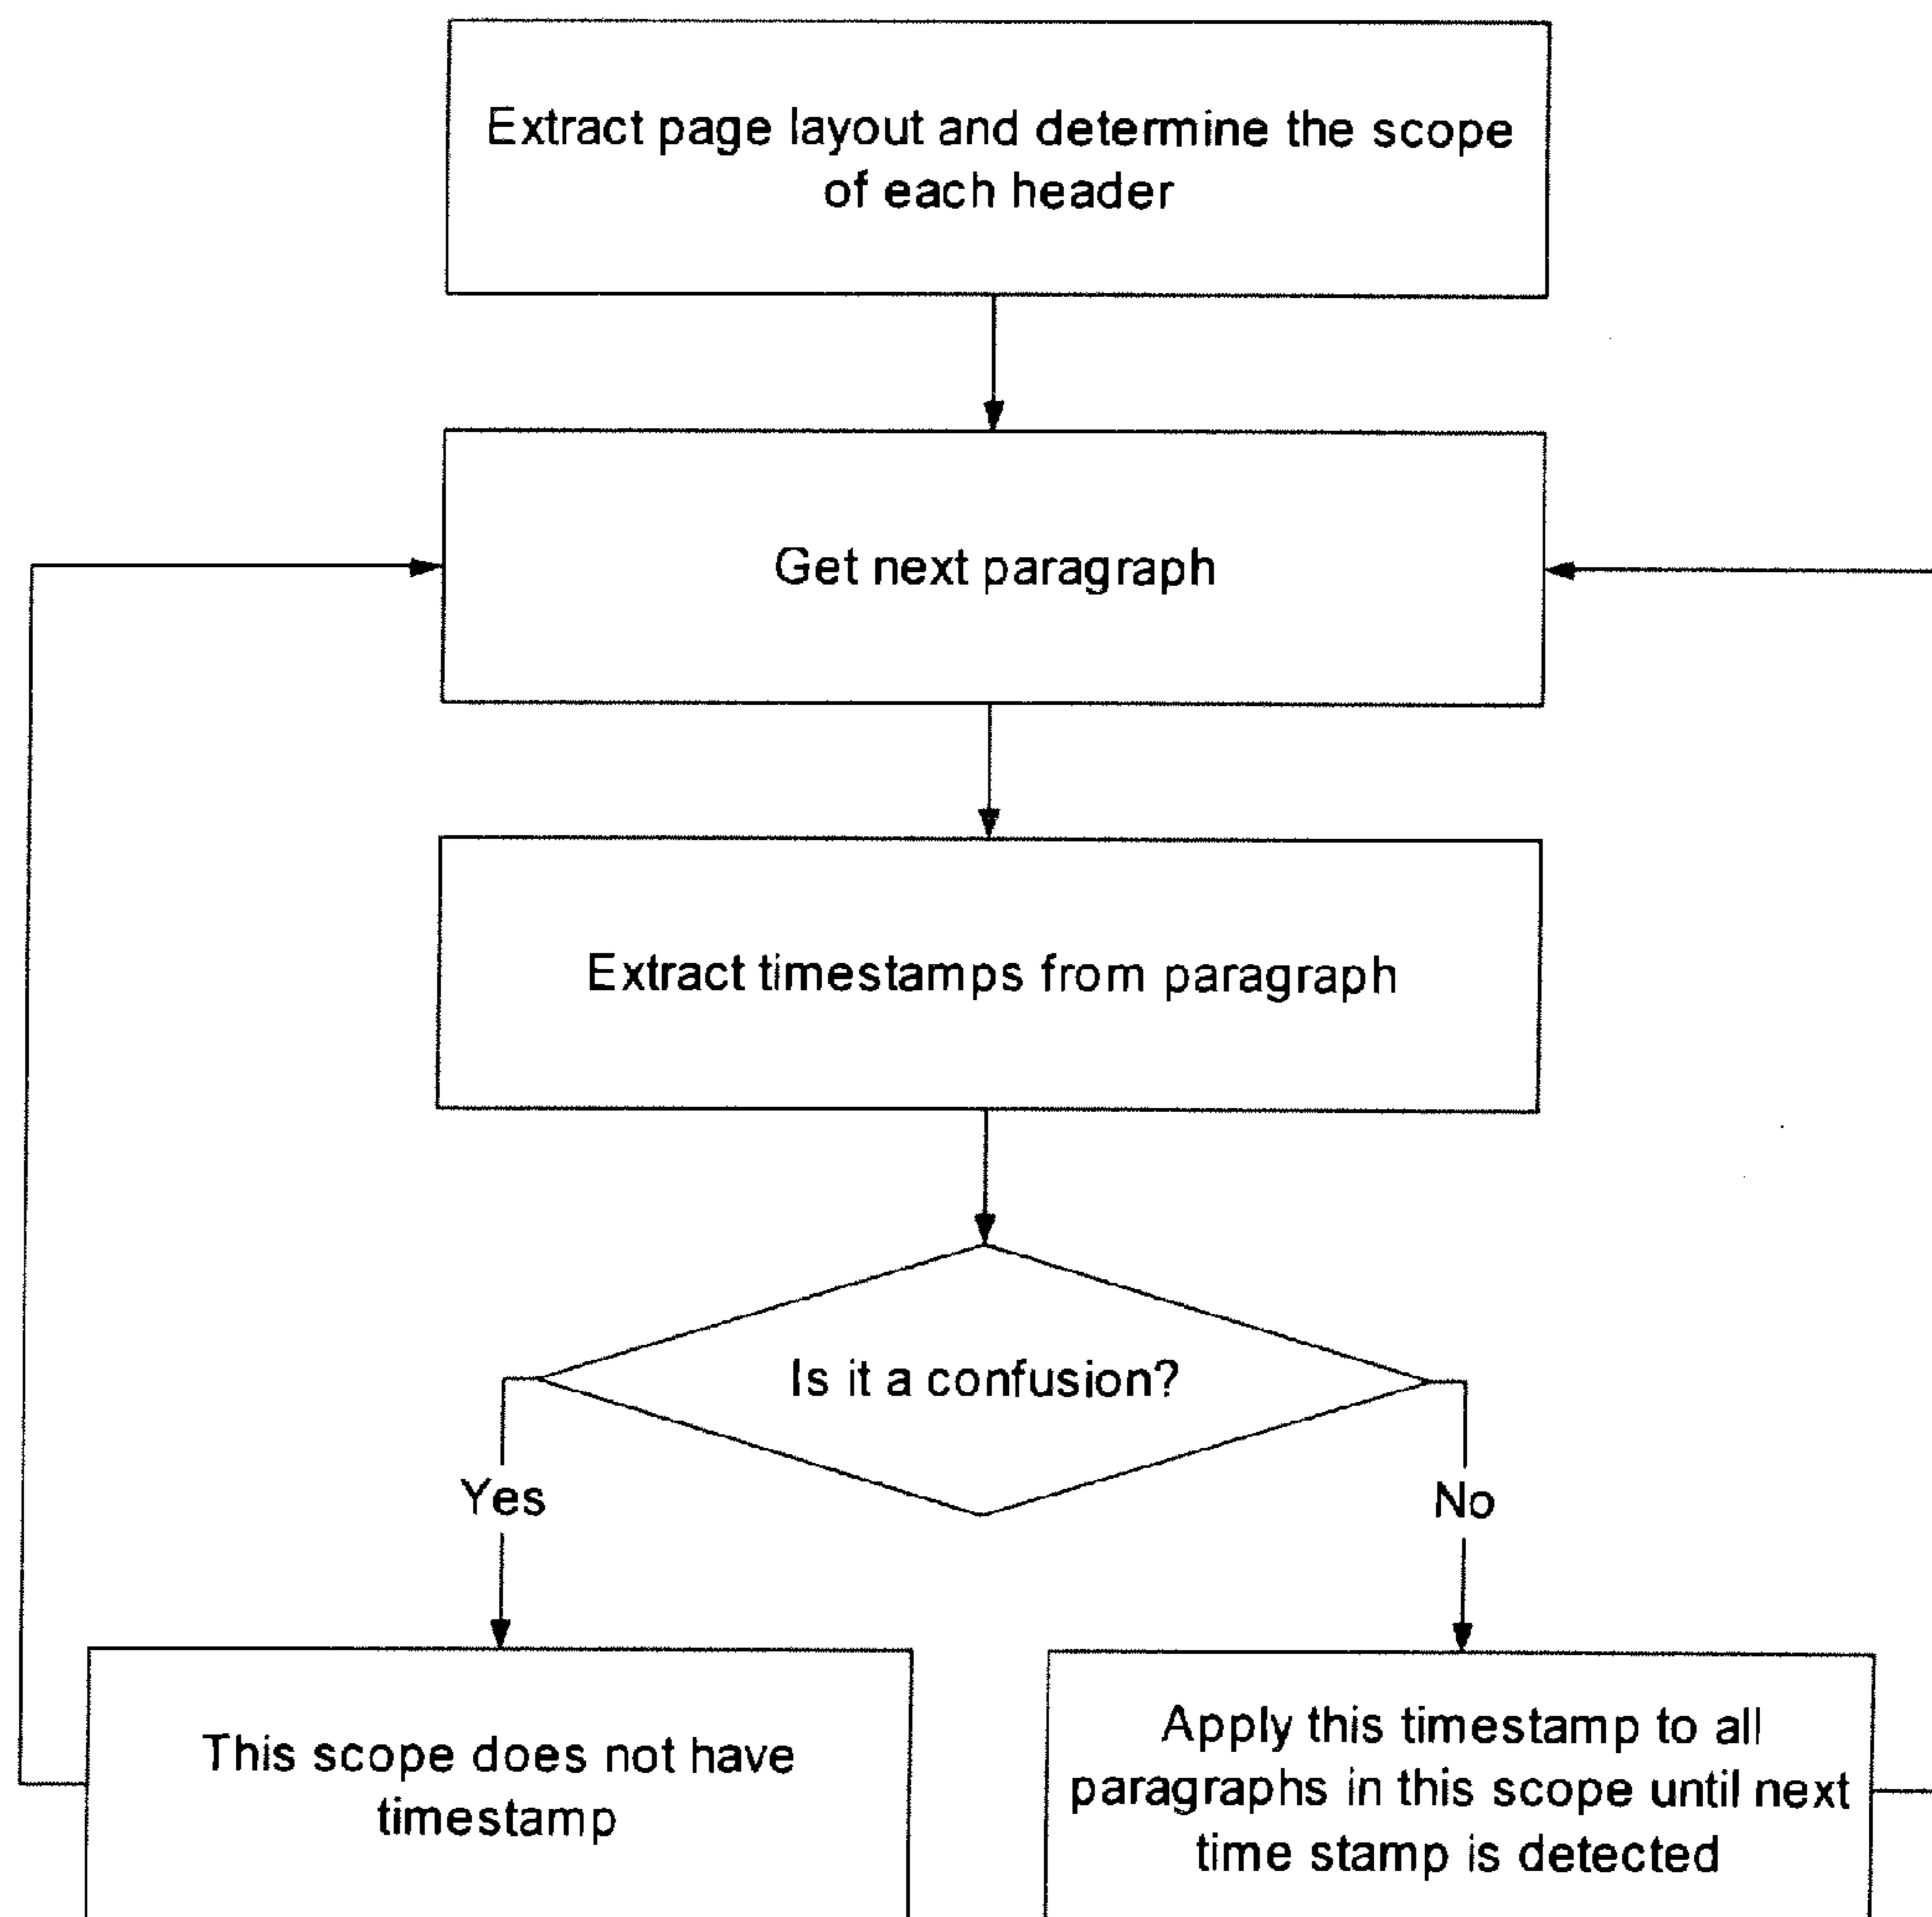 Extract page layout and determine the scope
of each header
Get next paragraph
Extract timestamps from paragraph
Is it a confusion?
Yes
No
This scope does not have
timestamp
Apply this timestamp to all
paragraphs in this scope until next
time stamp is detected